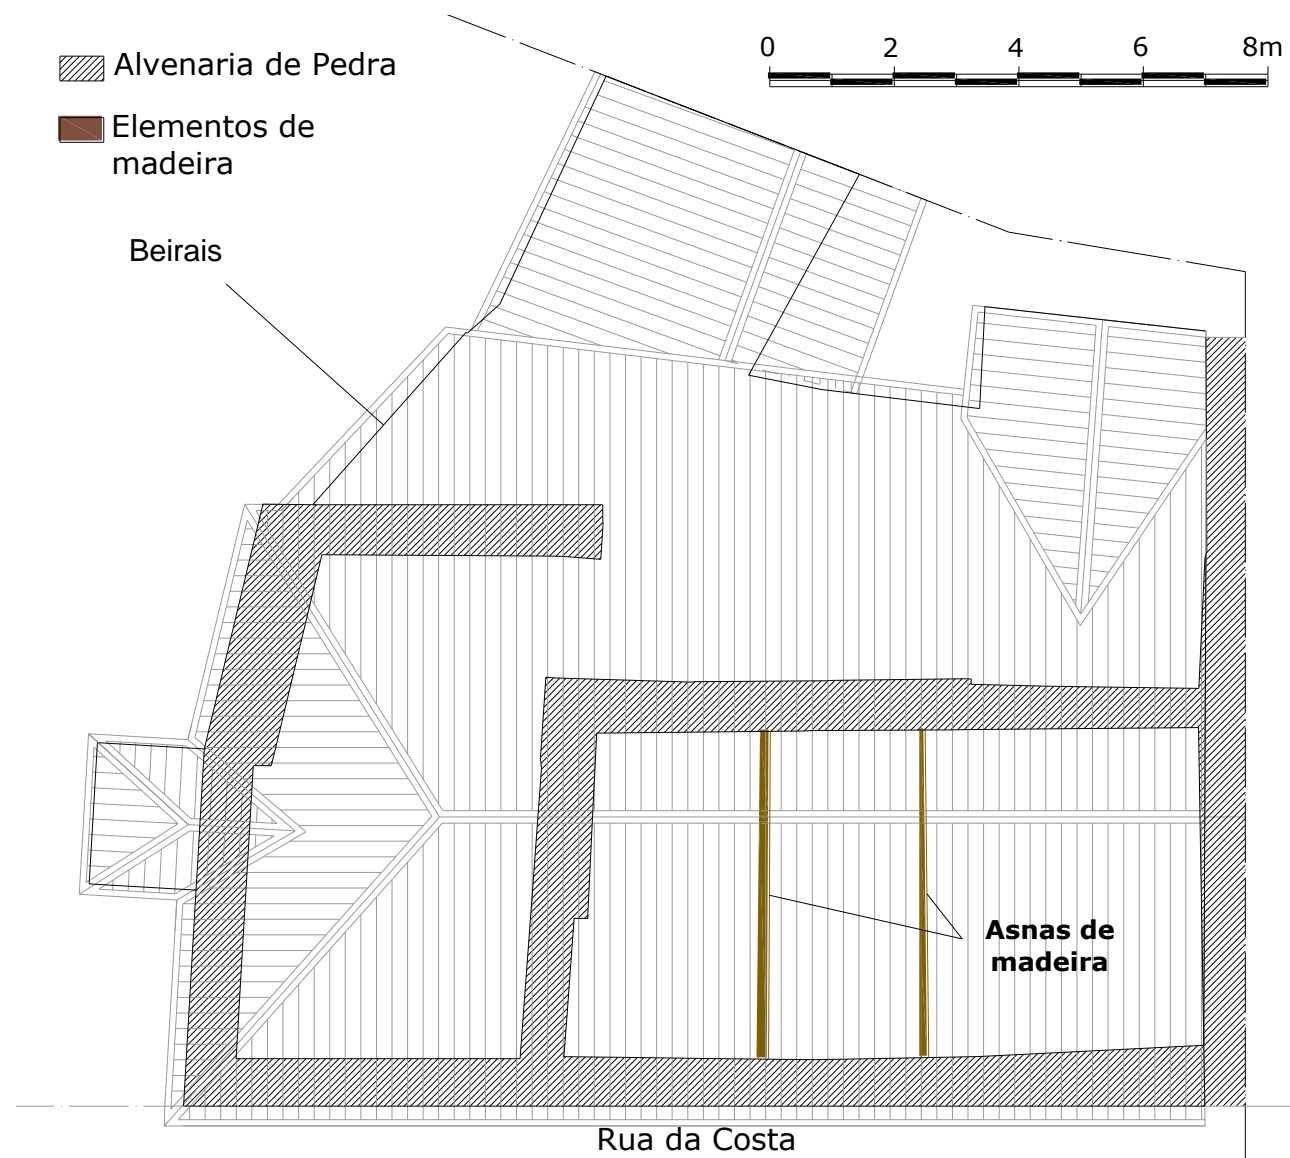 0 2 4 6 8m
Alvenaria de Pedra
Elementos de
madeira
Beirais
Asnas de
madeira
Rua da Costa